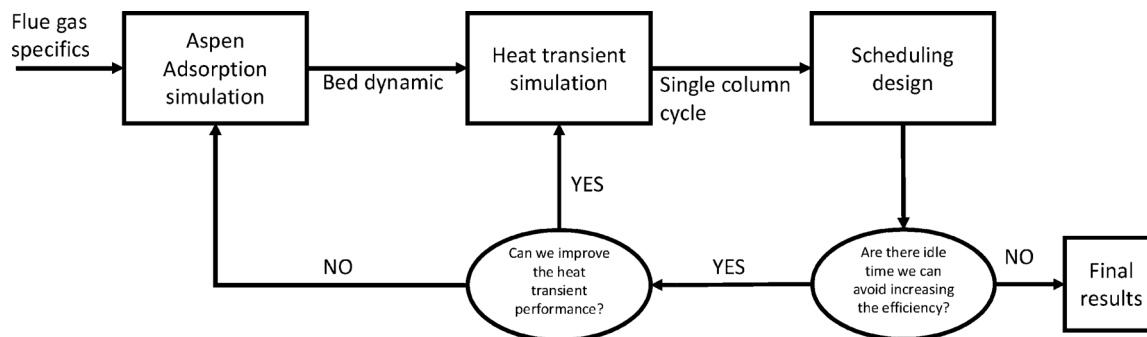 Flue gas
specifics
Aspen
Adsorption
simulation
Bed dynamic
Heat transient
simulation
Single column
cycle
Scheduling
design
YES
NO
Can we improve
the heat
transient
performance?
YES
Are there idle
time we can
avoid increasing
the efficiency?
NO
Final
results